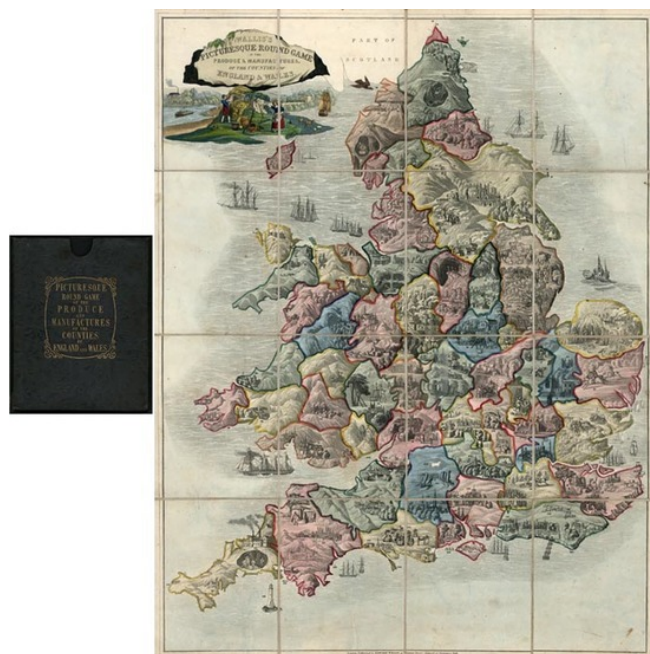 WALLIS'S
PICTURESQUE ROUND GAME
OF THE
PRODUCE & MANUFACTURES,
OF THE COUNTIES OF
ENGLAND & WALES
PART OF
SCOTLAND
PICTURESQUE
ROUND GAME
OF THE
PRODUCE
AND
MANUFACTURES
OF THE
COUNTIES
OF
ENGLAND AND WALES